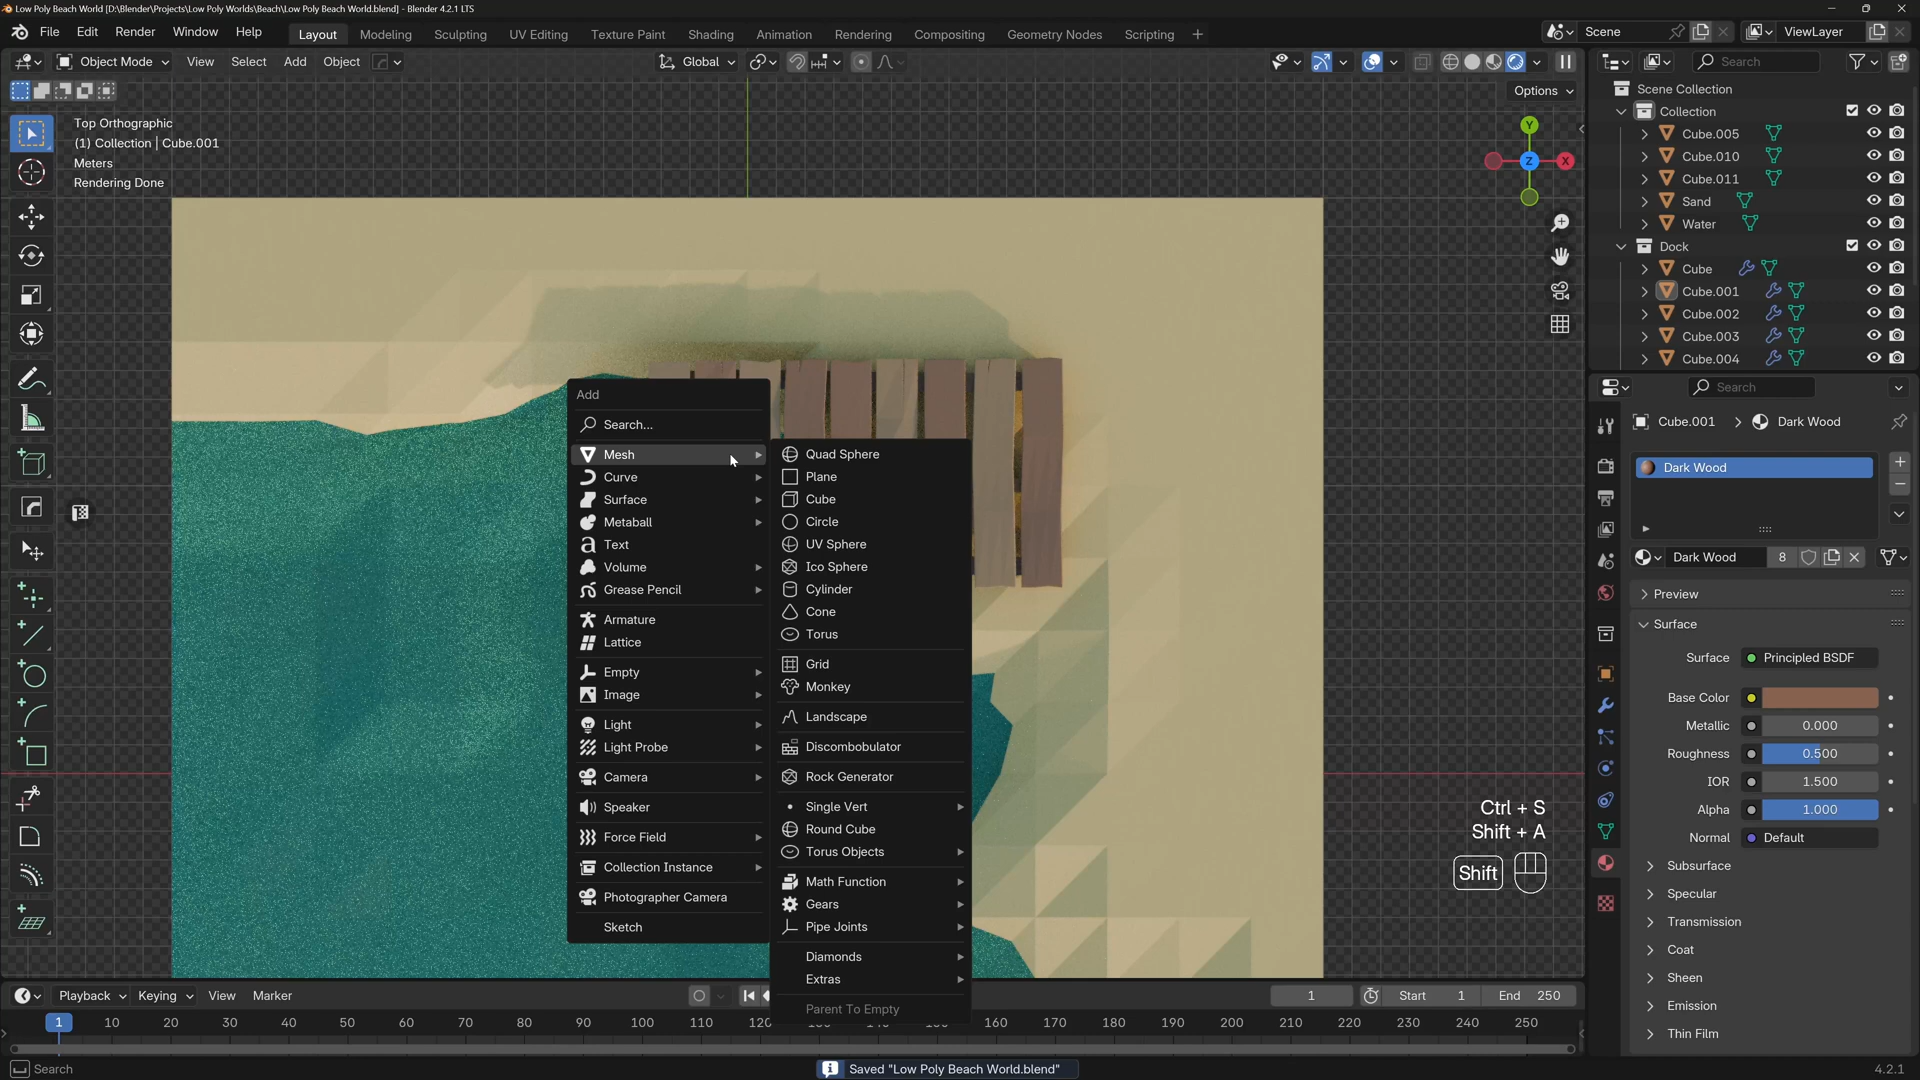 Low Poly Beach World [D:\Blender\Projects\Low Poly Worlds\Beach\Low Poly Beach World.blend] - Blender 4.2.1 LTS
File Edit Render Window Help Layout Modeling Sculpting UV Editing Texture Paint Shading Animation Rendering Compositing Geometry Nodes Scripting + Scene ViewLayer
Object Mode View Select Add Object Global Search
Options
Top Orthographic
(1) Collection | Cube.001
Meters
Rendering Done
Y
Z
X
Scene Collection
Collection
Cube.005
Cube.010
Cube.011
Sand
Water
Dock
Cube
Cube.001
Cube.002
Cube.003
Cube.004
Add
Search...
Mesh
Curve
Surface
Metaball
Text
Volume
Grease Pencil
Armature
Lattice
Empty
Image
Light
Light Probe
Camera
Speaker
Force Field
Collection Instance
Photographer Camera
Sketch
Quad Sphere
Plane
Cube
Circle
UV Sphere
Ico Sphere
Cylinder
Cone
Torus
Grid
Monkey
Landscape
Discombobulator
Rock Generator
Single Vert
Round Cube
Torus Objects
Math Function
Gears
Pipe Joints
Diamonds
Extras
Parent To Empty
Ctrl + S
Shift + A
Shift
Search
Cube.001 > Dark Wood
Dark Wood
Dark Wood 8
Preview
Surface
Surface Principled BSDF
Base Color
Metallic 0.000
Roughness 0.500
IOR 1.500
Alpha 1.000
Normal Default
Subsurface
Specular
Transmission
Coat
Sheen
Emission
Thin Film
Playback Keying View Marker 1 Start 1 End 250
1 10 20 30 40 50 60 70 80 90 100 110 160 170 180 190 200 210 220 230 240 250
Search Saved "Low Poly Beach World.blend" 4.2.1